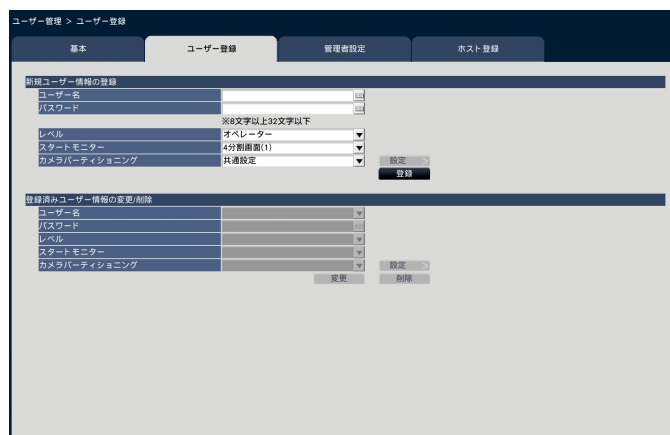 ユーザー管理 > ユーザー登録
基本 ユーザー登録 管理者設定 ホスト登録
新規ユーザー情報の登録
ユーザー名
パスワード
※8文字以上32文字以下
レベル オペレーター
スタートモニター 4分割画面(1)
カメラパーティショニング 共通設定 設定 >
登録
登録済みユーザー情報の変更/削除
ユーザー名
パスワード
レベル
スタートモニター
カメラパーティショニング 設定 >
変更 削除